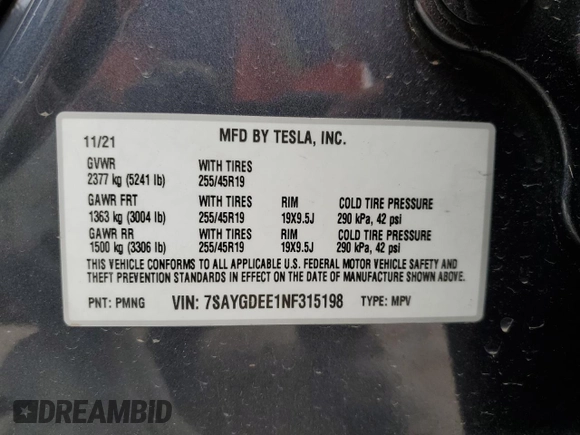 11/21 MFD BY TESLA, INC.
GVWR WITH TIRES
2377 kg (5241 lb) 255/45R19
GAWR FRT WITH TIRES RIM COLD TIRE PRESSURE
1363 kg (3004 lb) 255/45R19 19X9.5J 290 kPa, 42 psi
GAWR RR WITH TIRES RIM COLD TIRE PRESSURE
1500 kg (3306 lb) 255/45R19 19X9.5J 290 kPa, 42 psi
THIS VEHICLE CONFORMS TO ALL APPLICABLE U.S. FEDERAL MOTOR VEHICLE SAFETY AND
THEFT PREVENTION STANDARDS IN EFFECT ON THE DATE OF MANUFACTURE SHOWN ABOVE.
PNT: PMNG VIN: 7SAYGDEE1NF315198 TYPE: MPV
DREAMBID